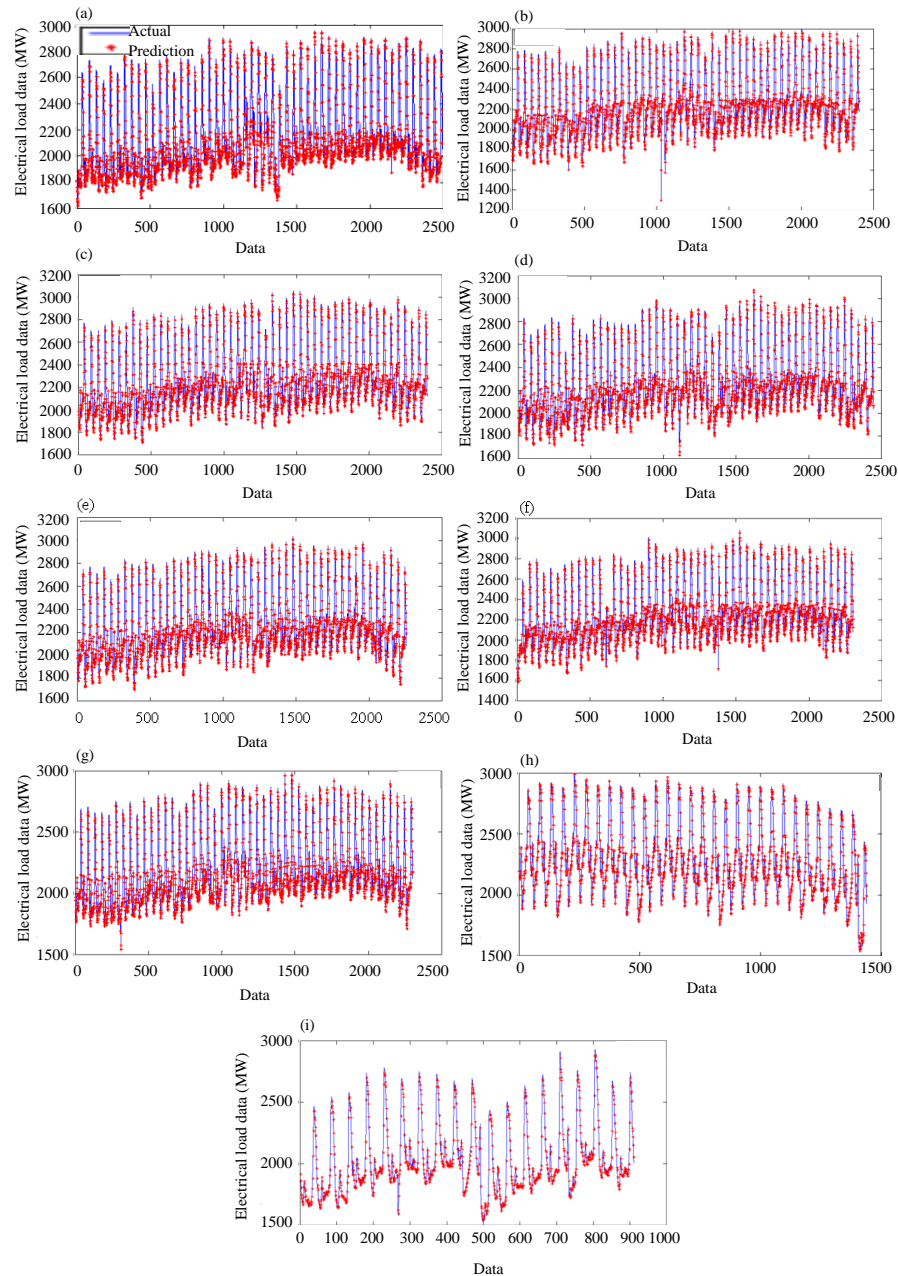 (a)
Actual
Prediction
Electrical load data (MW)
3000
2800
2600
2400
2200
2000
1800
1600
0 500 1000 1500 2000 2500
Data
(b)
Electrical load data (MW)
3000
2800
2600
2400
2200
2000
1800
1600
1400
1200
0 500 1000 1500 2000 2500
Data
(c)
Electrical load data (MW)
3200
3000
2800
2600
2400
2200
2000
1800
1600
0 500 1000 1500 2000 2500
Data
(d)
Electrical load data (MW)
3200
3000
2800
2600
2400
2200
2000
1800
1600
0 500 1000 1500 2000 2500
Data
(e)
Electrical load data (MW)
3200
3000
2800
2600
2400
2200
2000
1800
1600
0 500 1000 1500 2000 2500
Data
(f)
Electrical load data (MW)
3200
3000
2800
2600
2400
2200
2000
1800
1600
1400
0 500 1000 1500 2000 2500
Data
(g)
Electrical load data (MW)
3000
2500
2000
1500
0 500 1000 1500 2000 2500
Data
(h)
Electrical load data (MW)
3000
2500
2000
1500
0 500 1000 1500
Data
(i)
Electrical load data (MW)
3000
2500
2000
1500
0 100 200 300 400 500 600 700 800 900 1000
Data